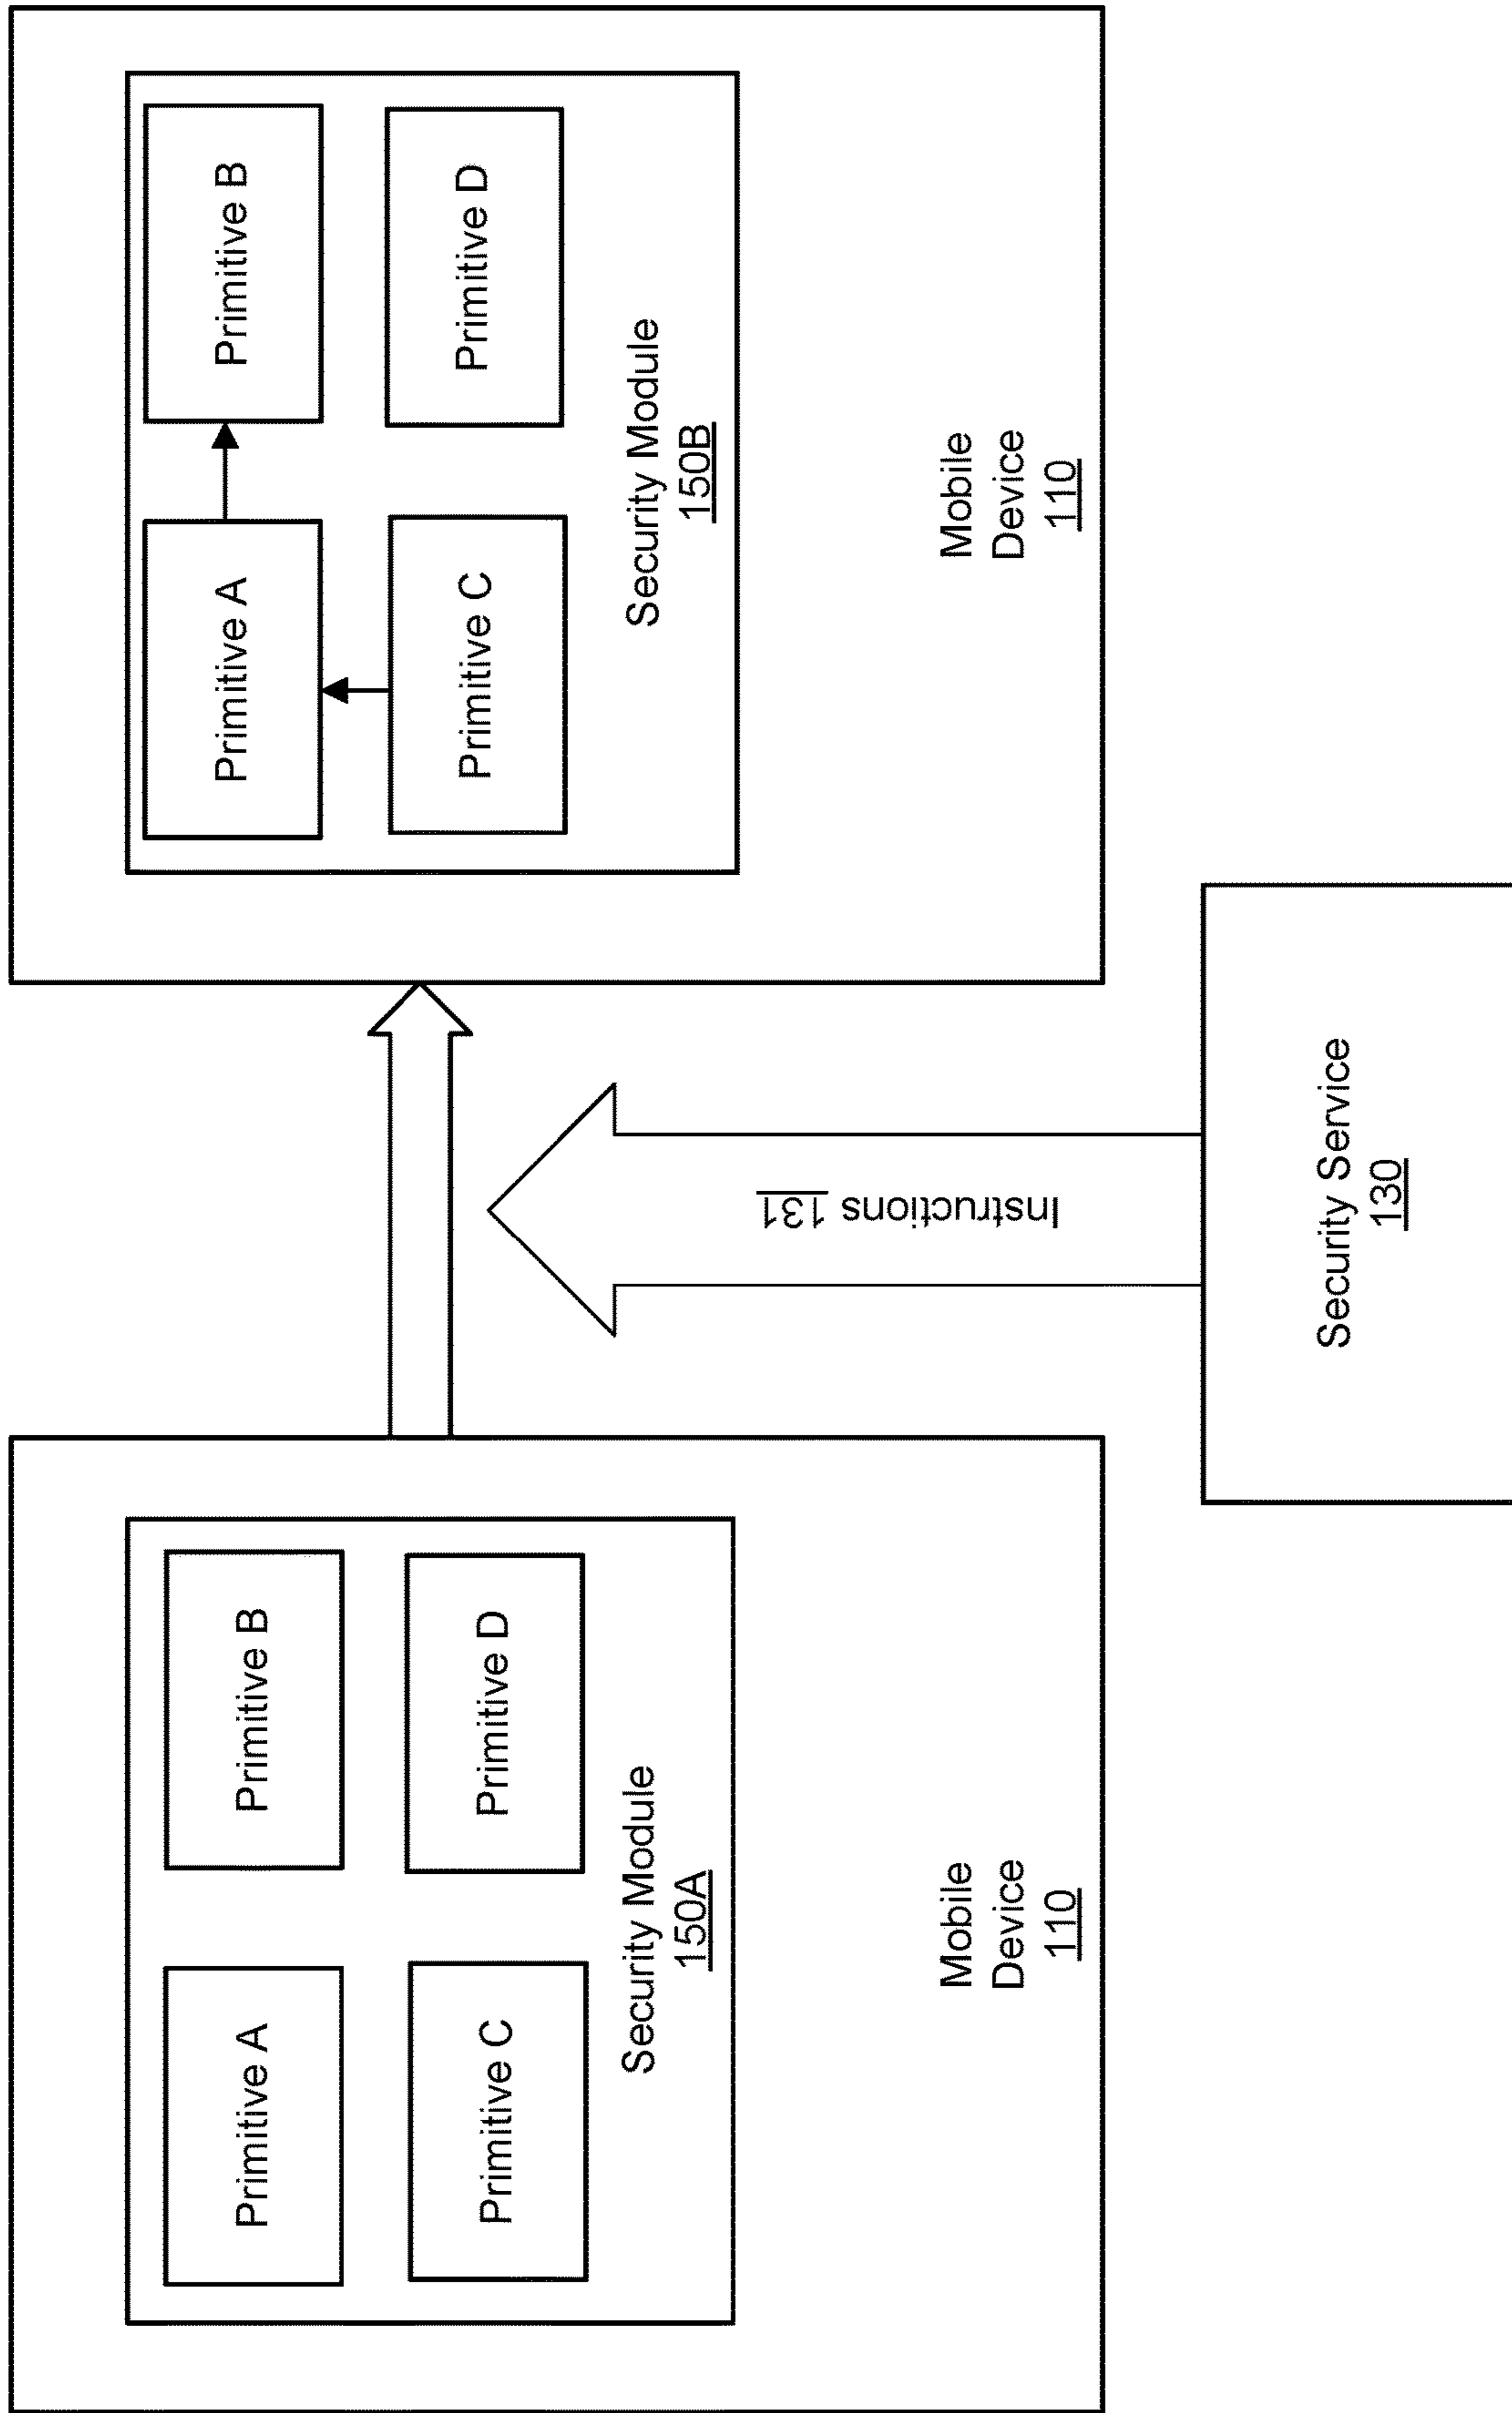 Primitive A
Primitive B
Primitive C
Primitive D
Security Module
150A
Mobile
Device
110
Instructions 131
Security Service
130
Primitive A
Primitive B
Primitive C
Primitive D
Security Module
150B
Mobile
Device
110